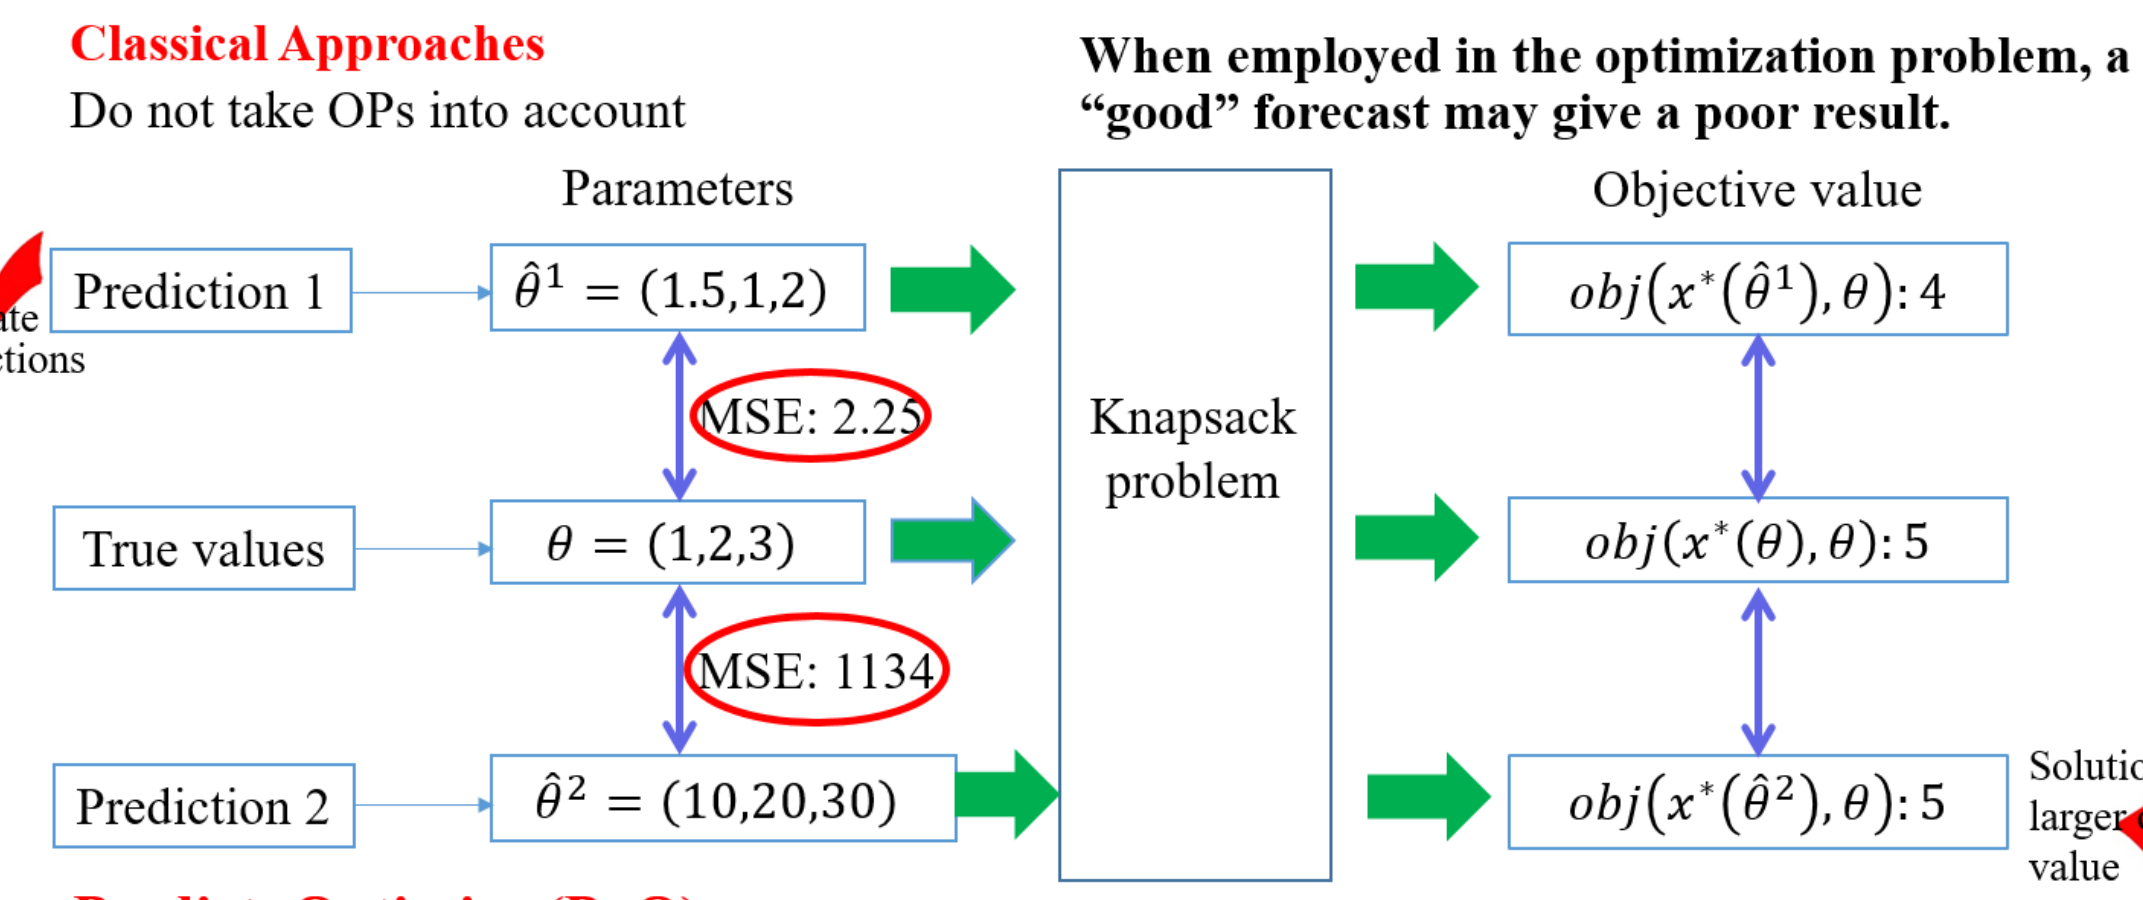 Classical Approaches
Do not take OPs into account
When employed in the optimization problem, a
“good” forecast may give a poor result.
Parameters
Objective value
Prediction 1
θ̂¹ = (1.5,1,2)
obj(x*(θ̂¹), θ): 4
MSE: 2.25
Knapsack
problem
True values
θ = (1,2,3)
obj(x*(θ), θ): 5
MSE: 1134
Prediction 2
θ̂² = (10,20,30)
obj(x*(θ̂²), θ): 5
larger
value